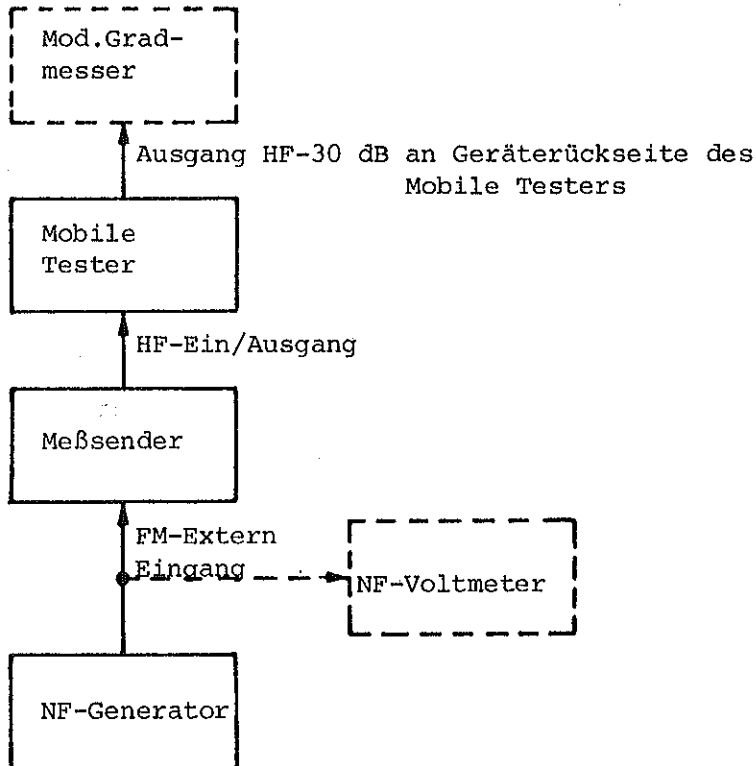 Mod.Grad-
messer
Ausgang HF-30 dB an Geräterückseite des
Mobile Testers
Mobile
Tester
HF-Ein/Ausgang
Meßsender
FM-Extern
Eingang
NF-Voltmeter
NF-Generator